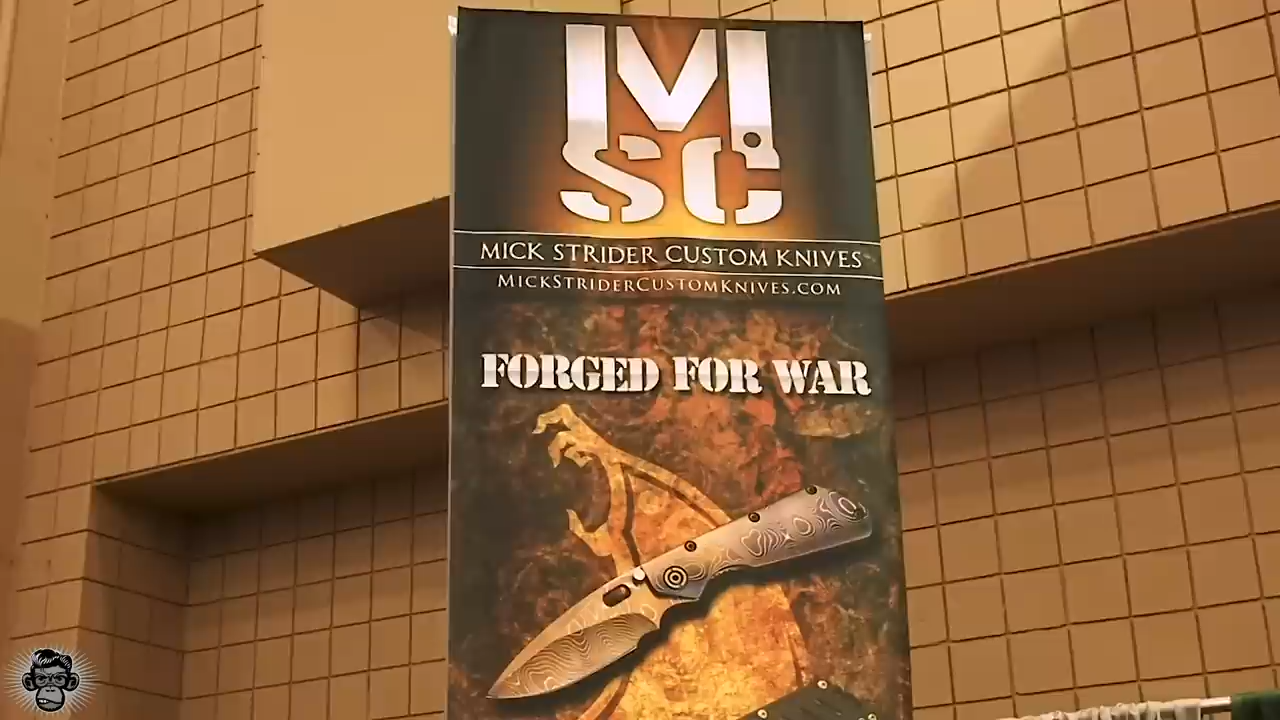 MSC
MICK STRIDER CUSTOM KNIVES
MICKSTRIDERCUSTOMKNIVES.COM
FORGED FOR WAR